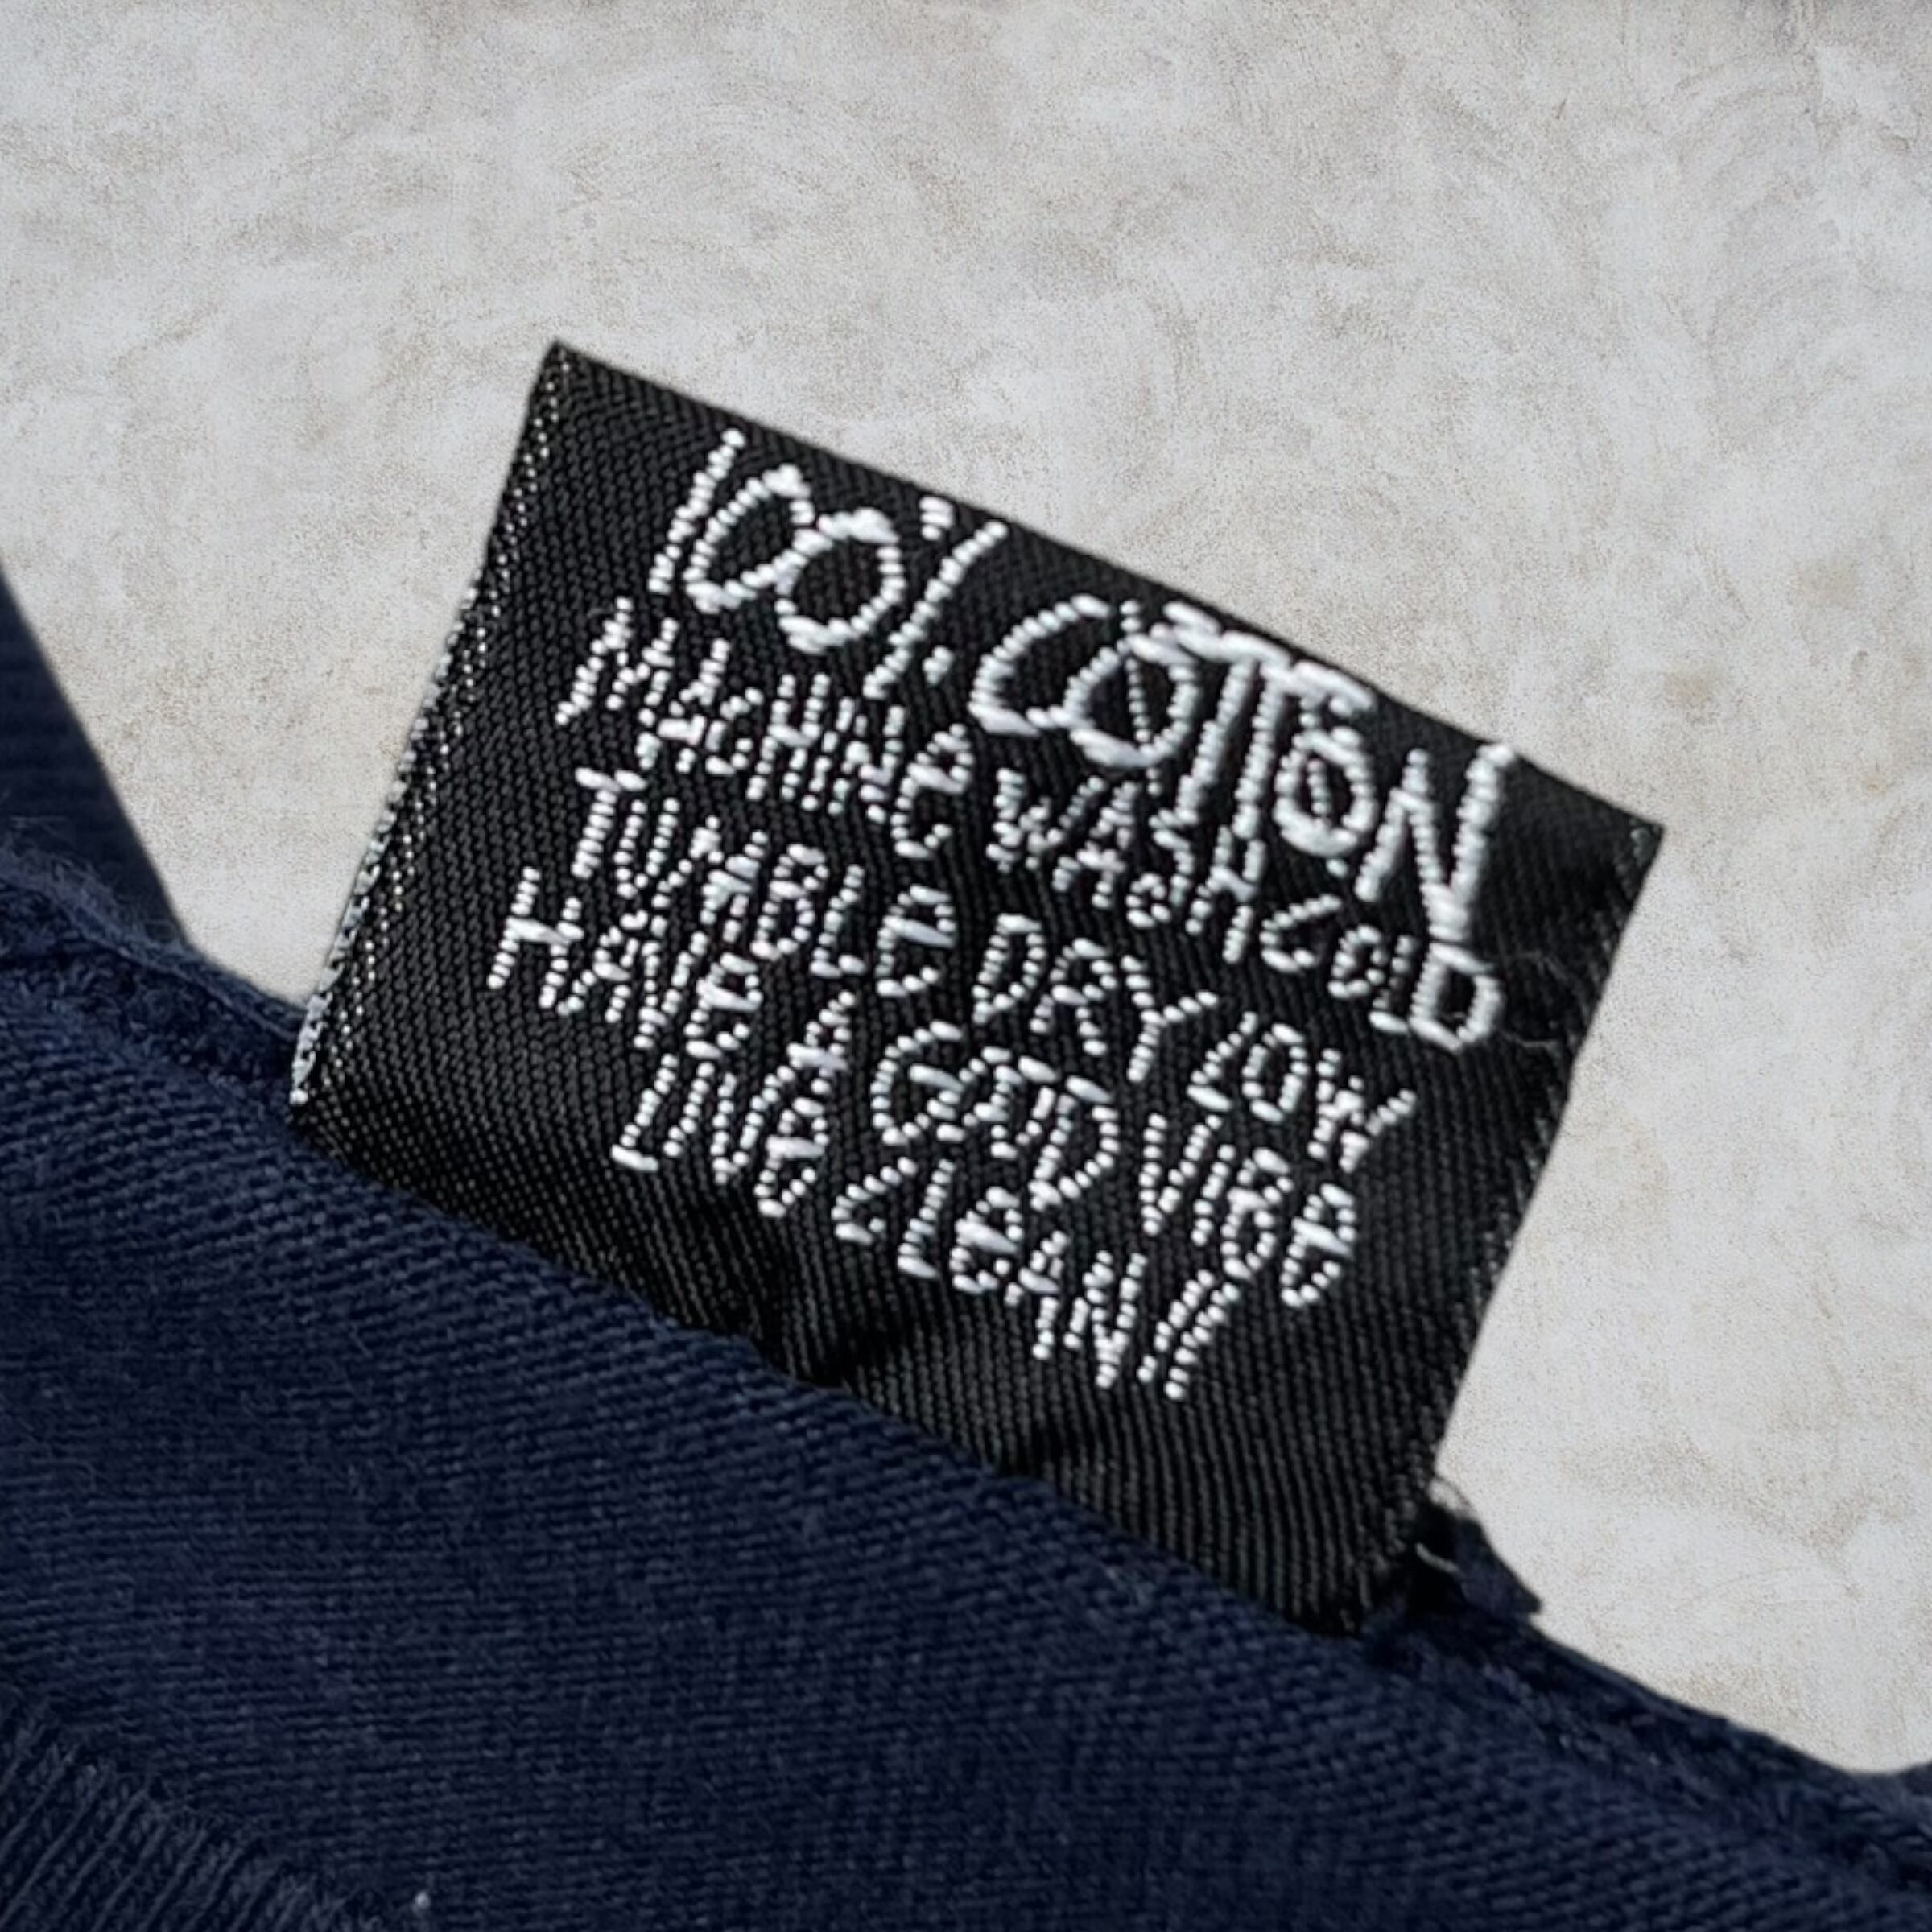 100% COTTON
MACHINE WASH COLD
TUMBLE DRY LOW
HAVE A GOOD VIBE
LIVE CLEAN!!